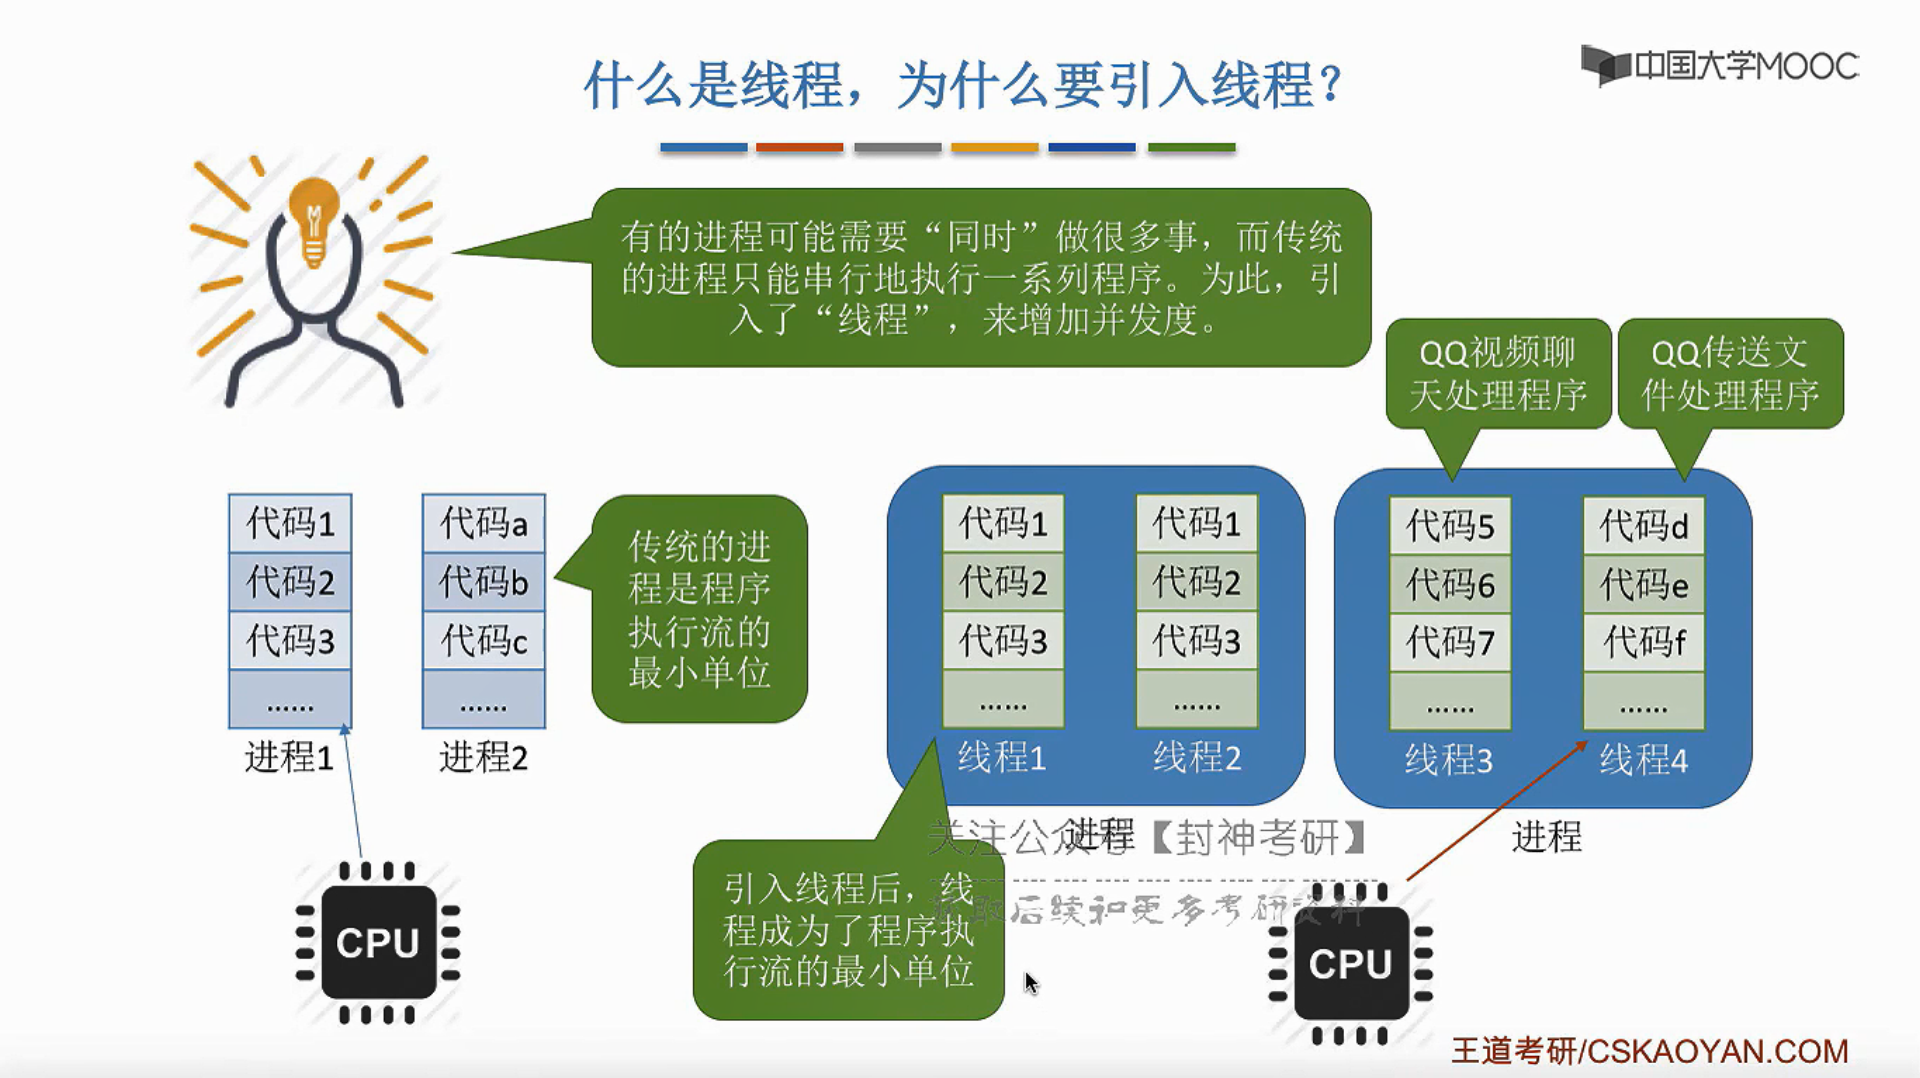 什么是线程，为什么要引入线程？
中国大学MOOC
有的进程可能需要“同时”做很多事，而传统
的进程只能串行地执行一系列程序。为此，引
入了“线程”，来增加并发度。
QQ视频聊
天处理程序
QQ传送文
件处理程序
代码1
代码2
代码3
……
进程1
代码a
代码b
代码c
……
进程2
传统的进
程是程序
执行流的
最小单位
代码1
代码2
代码3
……
线程1
代码1
代码2
代码3
……
线程2
进程
代码5
代码6
代码7
……
线程3
代码d
代码e
代码f
……
线程4
进程
关注公众号【封神考研】
获取后续和更多考研资料
引入线程后，线
程成为了程序执
行流的最小单位
CPU
CPU
王道考研/CSKAOYAN.COM